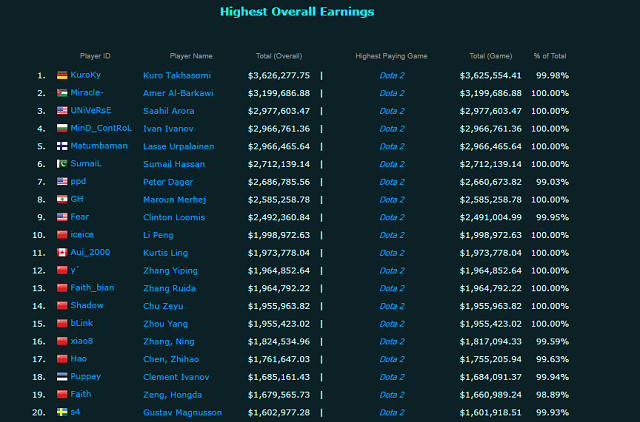 Highest Overall Earnings
Player ID Player Name Total (Overall) Highest Paying Game Total (Game) % of Total
1. KuroKy Kuro Takhasomi $3,626,277.75 | Dota 2 $3,625,554.41 99.98%
2. Miracle- Amer Al-Barkawi $3,199,686.88 | Dota 2 $3,199,686.88 100.00%
3. UNiVeRsE Saahil Arora $2,977,603.47 | Dota 2 $2,977,603.47 100.00%
4. MinD_ContRoL Ivan Ivanov $2,966,761.36 | Dota 2 $2,966,761.36 100.00%
5. Matumbaman Lasse Urpalainen $2,966,465.64 | Dota 2 $2,966,465.64 100.00%
6. SumaiL Sumail Hassan $2,712,139.14 | Dota 2 $2,712,139.14 100.00%
7. ppd Peter Dager $2,686,785.56 | Dota 2 $2,660,673.82 99.03%
8. GH Maroun Merhej $2,585,258.78 | Dota 2 $2,585,258.78 100.00%
9. Fear Clinton Loomis $2,492,360.84 | Dota 2 $2,491,004.99 99.95%
10. iceice Li Peng $1,998,972.63 | Dota 2 $1,998,972.63 100.00%
11. Aui_2000 Kurtis Ling $1,973,778.04 | Dota 2 $1,973,778.04 100.00%
12. y` Zhang Yiping $1,964,852.64 | Dota 2 $1,964,852.64 100.00%
13. Faith_bian Zhang Ruida $1,964,792.22 | Dota 2 $1,964,792.22 100.00%
14. Shadow Chu Zeyu $1,955,963.82 | Dota 2 $1,955,963.82 100.00%
15. bLink Zhou Yang $1,955,423.02 | Dota 2 $1,955,423.02 100.00%
16. xiao8 Zhang, Ning $1,824,534.96 | Dota 2 $1,817,094.33 99.59%
17. Hao Chen, Zhihao $1,761,647.03 | Dota 2 $1,755,205.94 99.63%
18. Puppey Clement Ivanov $1,685,161.43 | Dota 2 $1,684,091.37 99.94%
19. Faith Zeng, Hongda $1,679,565.73 | Dota 2 $1,660,989.24 98.89%
20. s4 Gustav Magnusson $1,602,977.28 | Dota 2 $1,601,918.51 99.93%